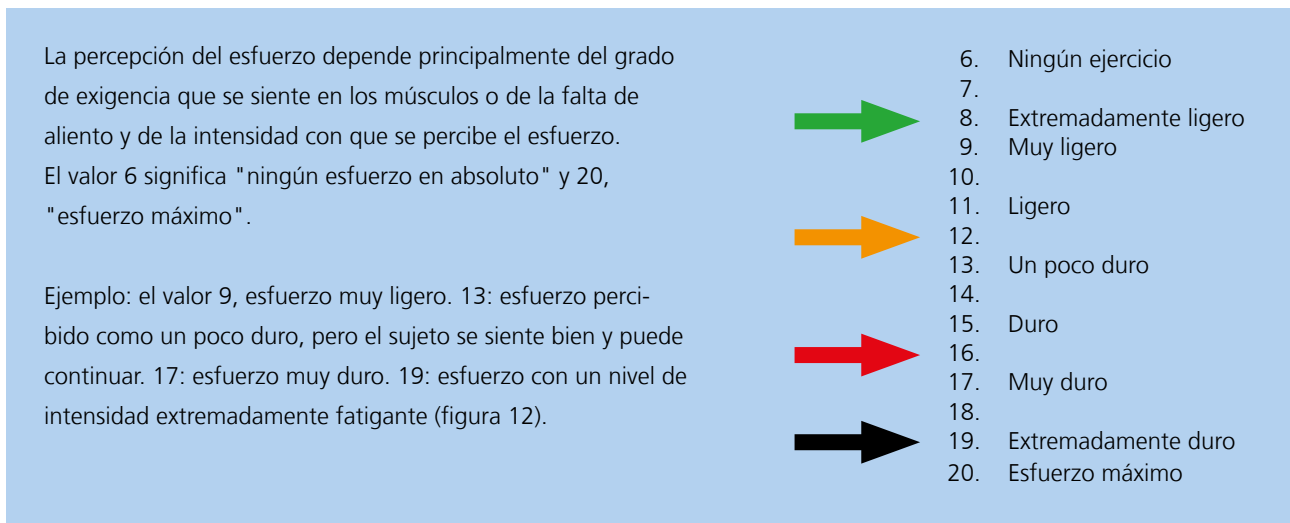 La percepción del esfuerzo depende principalmente del grado
de exigencia que se siente en los músculos o de la falta de
aliento y de la intensidad con que se percibe el esfuerzo.
El valor 6 significa "ningún esfuerzo en absoluto" y 20,
"esfuerzo máximo".
Ejemplo: el valor 9, esfuerzo muy ligero. 13: esfuerzo perci-
bido como un poco duro, pero el sujeto se siente bien y puede
continuar. 17: esfuerzo muy duro. 19: esfuerzo con un nivel de
intensidad extremadamente fatigante (figura 12).
6. Ningún ejercicio
7.
8. Extremadamente ligero
9. Muy ligero
10.
11. Ligero
12.
13. Un poco duro
14.
15. Duro
16.
17. Muy duro
18.
19. Extremadamente duro
20. Esfuerzo máximo